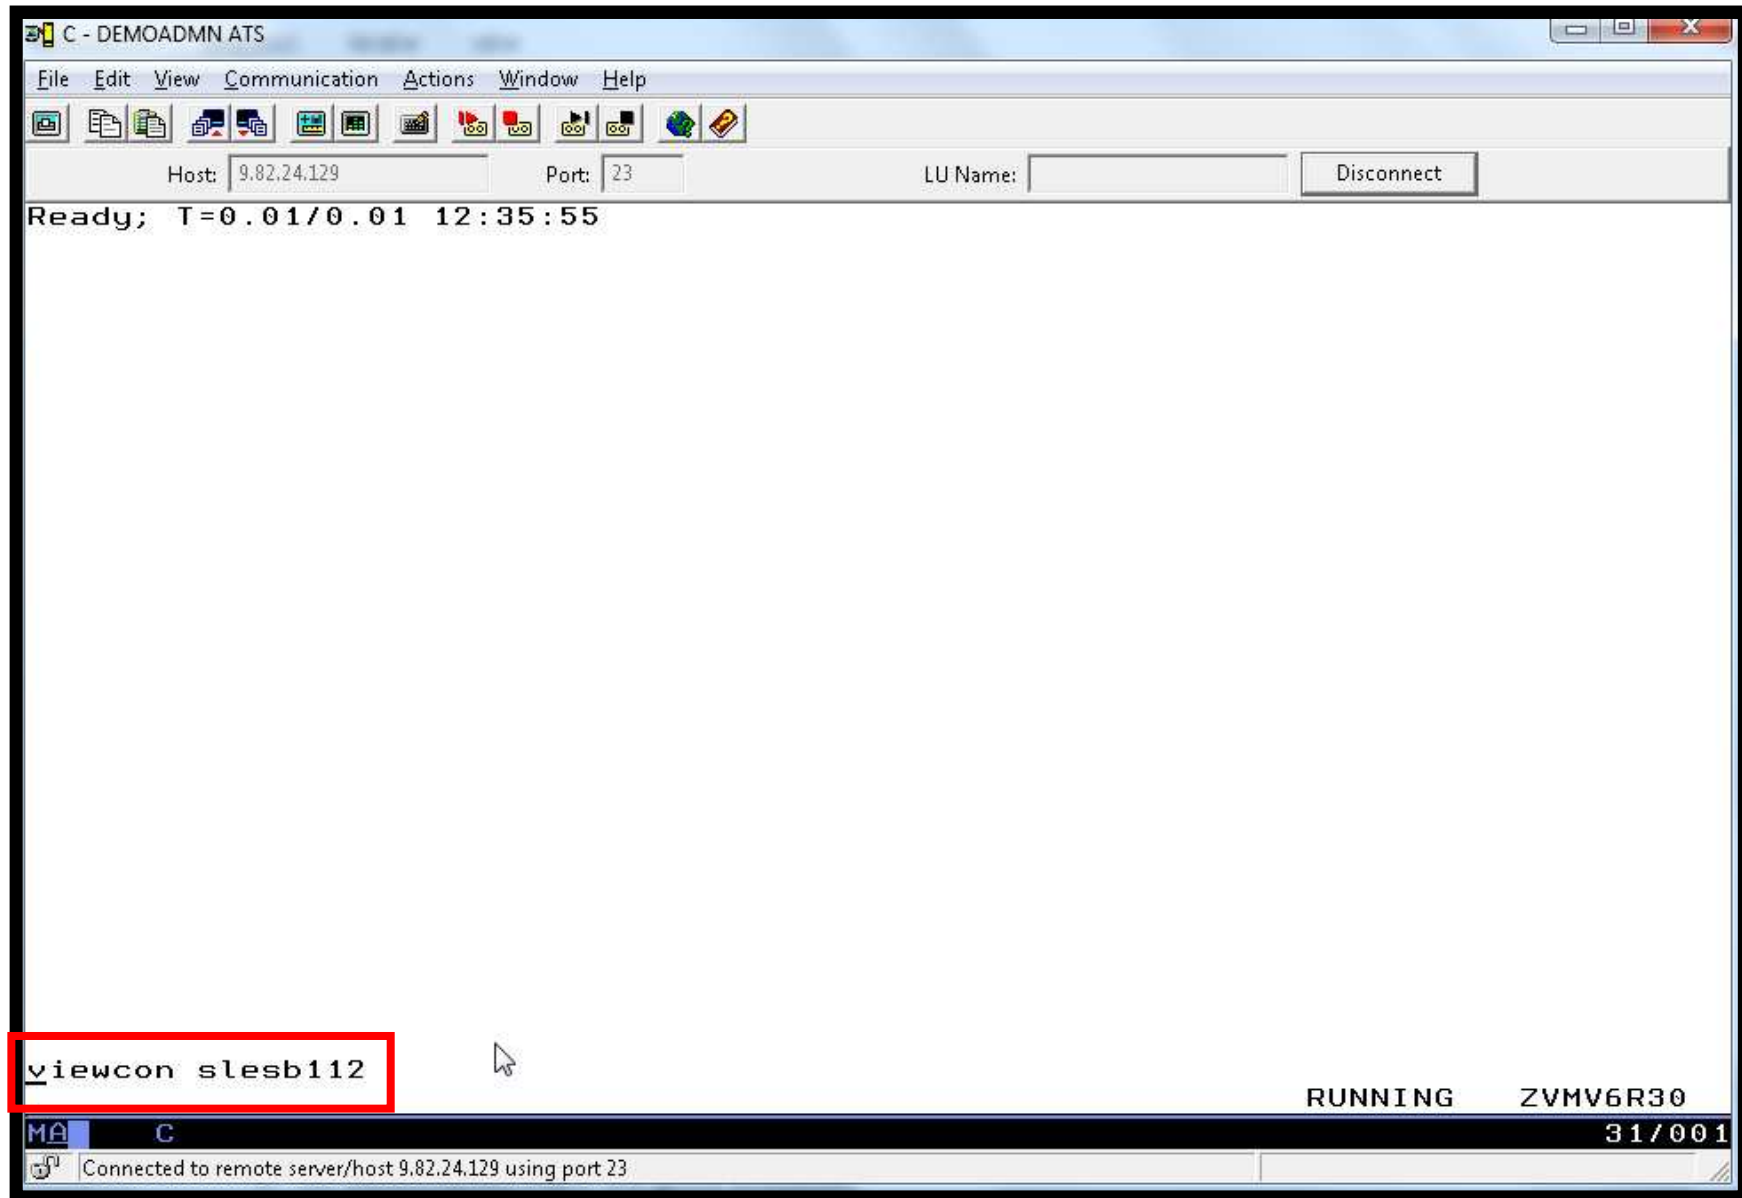 C - DEMOADMN ATS
File Edit View Communication Actions Window Help
Host: 9.82.24.129 Port: 23 LU Name: Disconnect
Ready; T=0.01/0.01 12:35:55
viewcon slesb112
RUNNING ZVMV6R30
MA C 31/001
Connected to remote server/host 9.82.24.129 using port 23